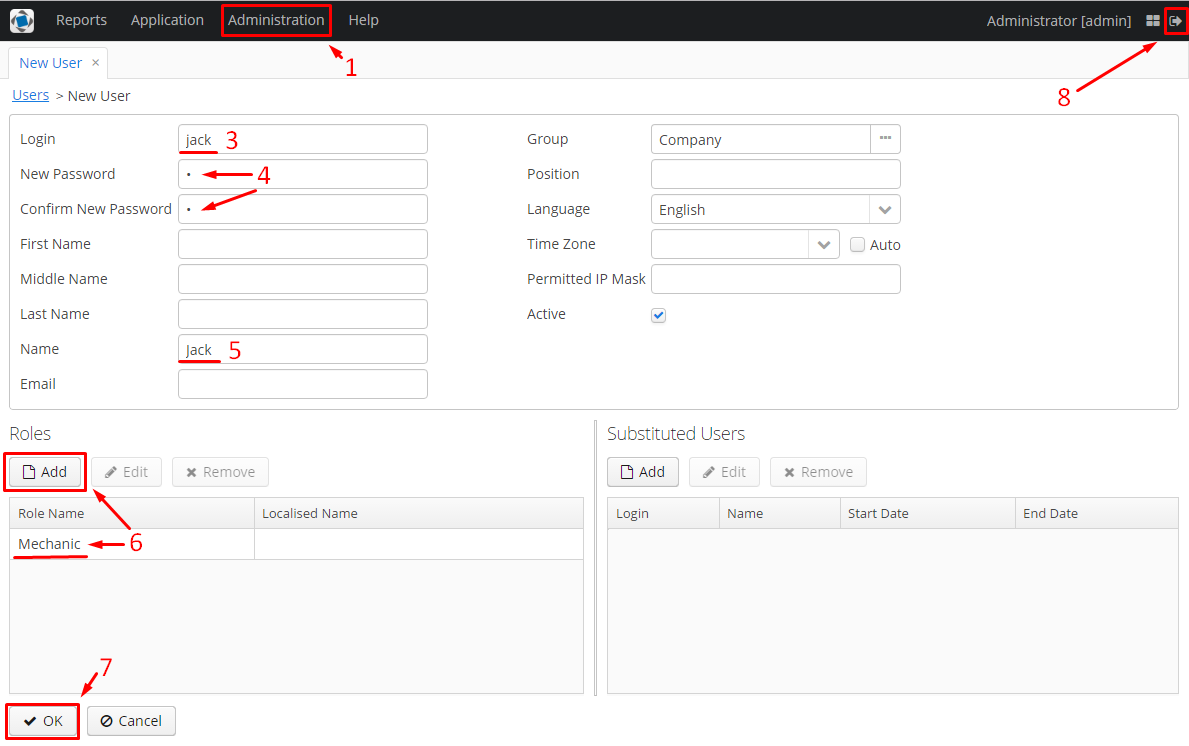 Reports Application Administration Help Administrator [admin]
1
8
New User ×
Users > New User
Login jack 3
New Password • 4
Confirm New Password •
First Name
Middle Name
Last Name
Name Jack 5
Email
Group Company ...
Position
Language English
Time Zone Auto
Permitted IP Mask
Active
Roles
Add Edit Remove
Role Name Localised Name
Mechanic 6
Substituted Users
Add Edit Remove
Login Name Start Date End Date
7
OK Cancel